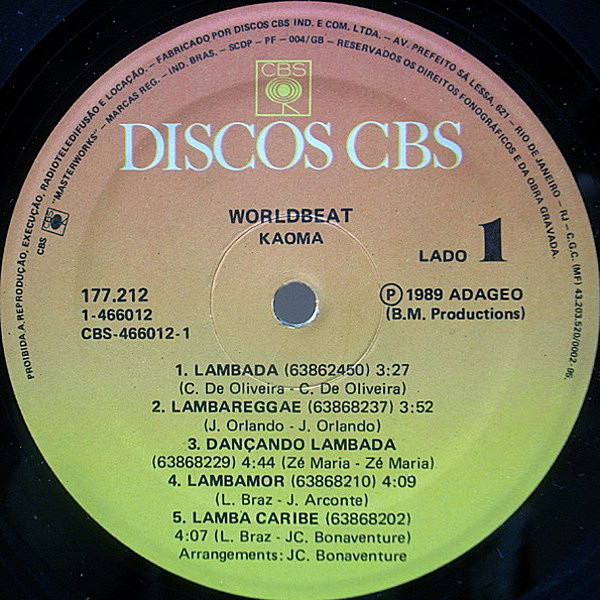 PROIBIDA A REPRODUÇÃO, EXECUÇÃO, RADIOTELEDIFUSÃO E LOCAÇÃO. - FABRICADO POR DISCOS CBS IND. E COM. LTDA. - AV. PREFEITO SÁ LESSA, 621 - RIO DE JANEIRO - RJ - C.G.C. (MF) 43.203.520/0002-95.
CBS "MASTERWORKS" - MARCAS REG. - IND. BRAS. - SCDP - PF - 004/GB - RESERVADOS OS DIREITOS FONOGRÁFICOS E DA OBRA GRAVADA.
CBS
DISCOS CBS
WORLDBEAT
KAOMA
LADO 1
177.212
1-466012
CBS-466012-1
Ⓟ 1989 ADAGEO
(B.M. Productions)
1. LAMBADA (63862450) 3:27
(C. De Oliveira - C. De Oliveira)
2. LAMBAREGGAE (63868237) 3:52
(J. Orlando - J. Orlando)
3. DANÇANDO LAMBADA
(63868229) 4:44 (Zé Maria - Zé Maria)
4. LAMBAMOR (63868210) 4:09
(L. Braz - J. Arconte)
5. LAMBA CARIBE (63868202)
4:07 (L. Braz - JC. Bonaventure)
Arrangements: JC. Bonaventure